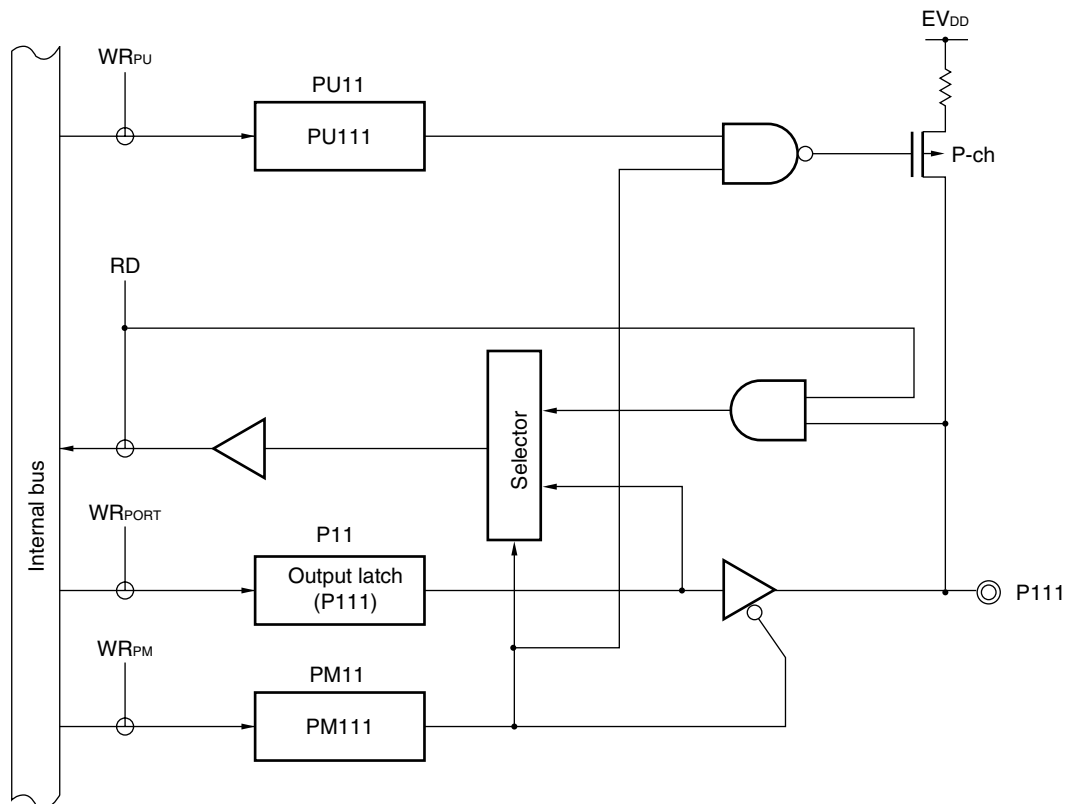 EVDD
WRPU
PU11
PU111
P-ch
RD
Selector
Internal bus
WRPORT
P11
Output latch
(P111)
P111
WRPM
PM11
PM111